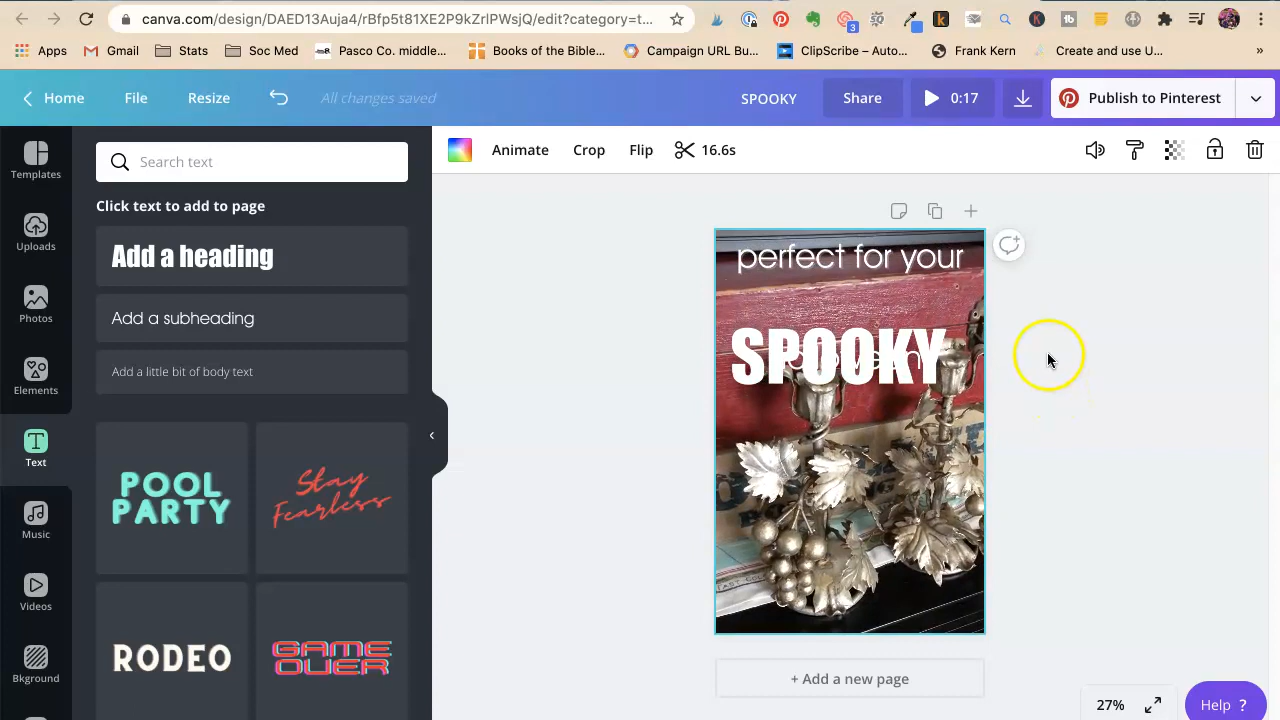 canva.com/design/DAED13Auja4/rBfp5t81XE2P9kZrlPWsjQ/edit?category=t...
3
Apps
Gmail
Stats
Soc Med
Pasco Co. middle...
Books of the Bible...
Campaign URL Bu...
ClipScribe – Auto...
Frank Kern
Create and use U...
»
Home
File
Resize
All changes saved
SPOOKY
Share
0:17
Publish to Pinterest
Templates
Uploads
Photos
Elements
Text
Music
Videos
Bkground
Search text
Click text to add to page
Add a heading
Add a subheading
Add a little bit of body text
POOL
PARTY
Stay
Fearless
RODEO
GAME
OVER
Animate
Crop
Flip
16.6s
perfect for your
SPOOKY
+ Add a new page
27%
Help ?